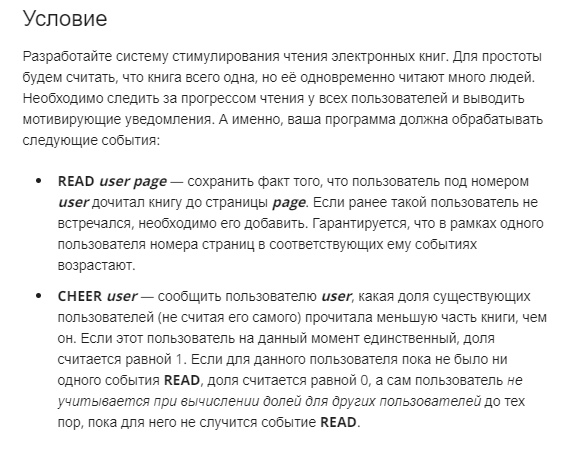 Условие
Разработайте систему стимулирования чтения электронных книг. Для простоты
будем считать, что книга всего одна, но её одновременно читают много людей.
Необходимо следить за прогрессом чтения у всех пользователей и выводить
мотивирующие уведомления. А именно, ваша программа должна обрабатывать
следующие события:
• READ user page — сохранить факт того, что пользователь под номером
user дочитал книгу до страницы page. Если ранее такой пользователь не
встречался, необходимо его добавить. Гарантируется, что в рамках одного
пользователя номера страниц в соответствующих ему событиях
возрастают.
• CHEER user — сообщить пользователю user, какая доля существующих
пользователей (не считая его самого) прочитала меньшую часть книги, чем
он. Если этот пользователь на данный момент единственный, доля
считается равной 1. Если для данного пользователя пока не было ни
одного события READ, доля считается равной 0, а сам пользователь не
учитывается при вычислении долей для других пользователей до тех
пор, пока для него не случится событие READ.